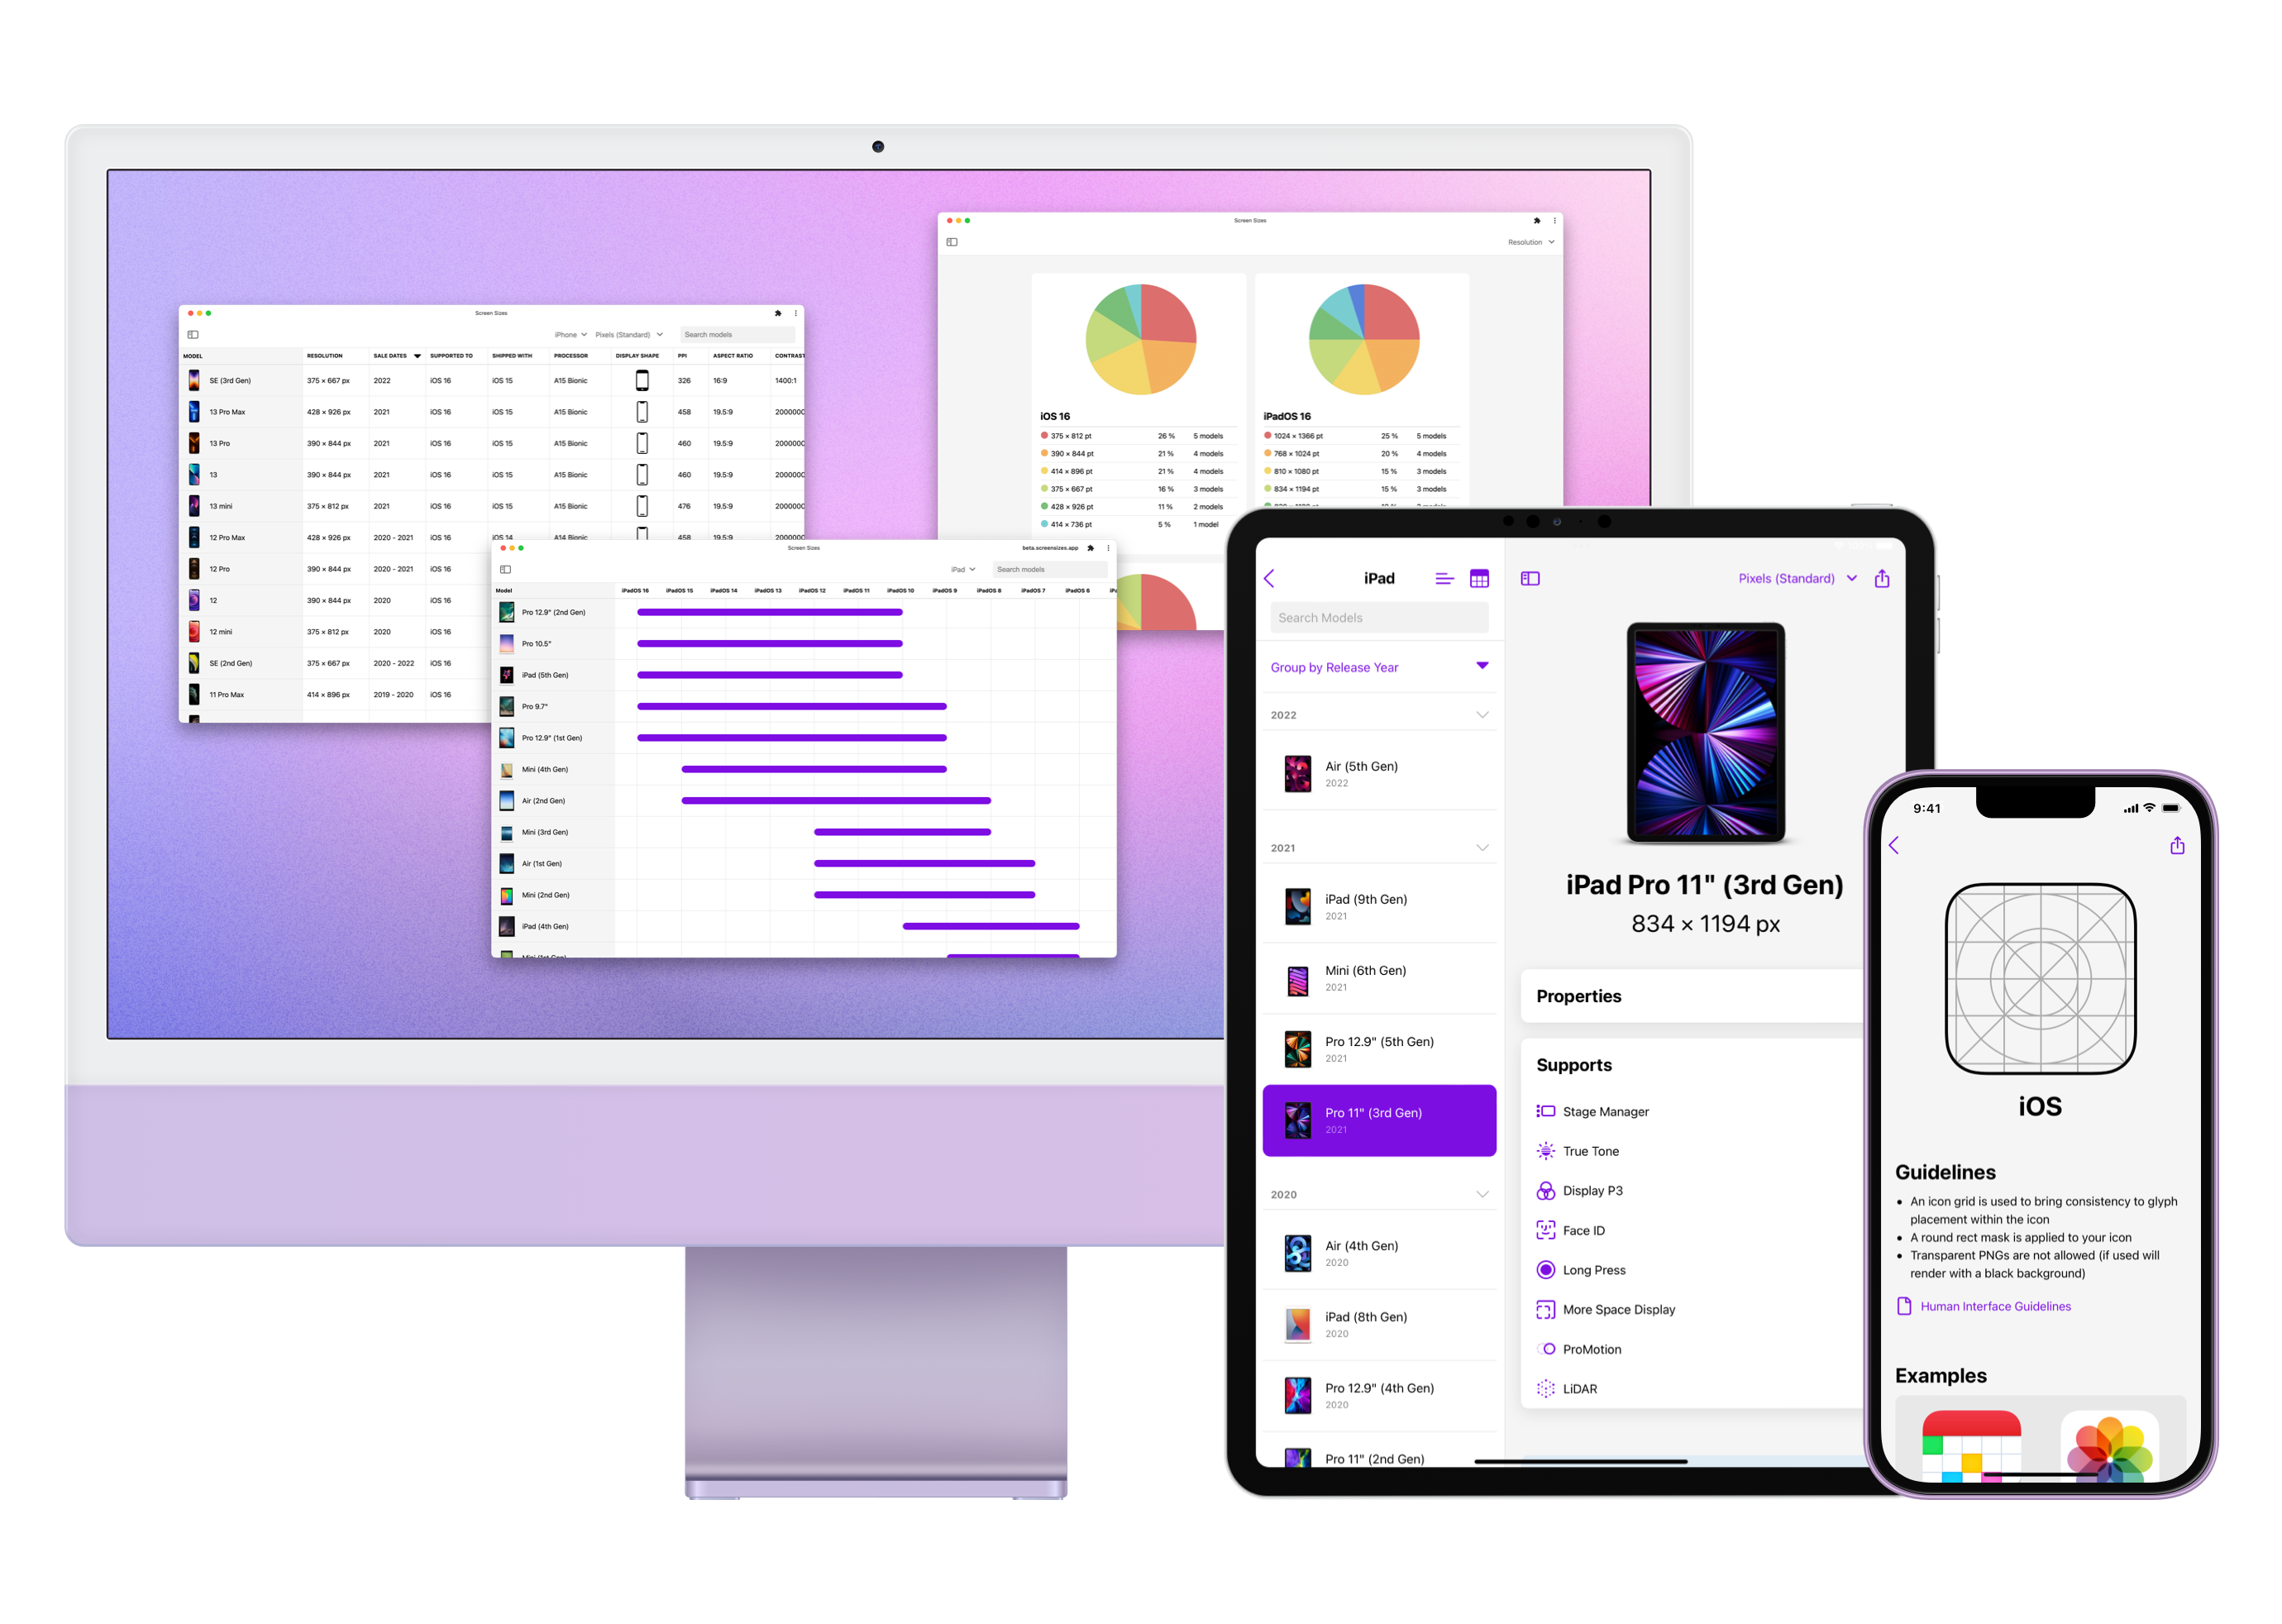 Screen Sizes
iPhone Pixels (Standard) Search models
MODEL RESOLUTION SALE DATES SUPPORTED TO SHIPPED WITH PROCESSOR DISPLAY SHAPE PPI ASPECT RATIO CONTRAST
SE (3rd Gen) 375 × 667 px 2022 iOS 16 iOS 15 A15 Bionic 326 16:9 1400:1
13 Pro Max 428 × 926 px 2021 iOS 16 iOS 15 A15 Bionic 458 19.5:9 2000000
13 Pro 390 × 844 px 2021 iOS 16 iOS 15 A15 Bionic 460 19.5:9 2000000
13 390 × 844 px 2021 iOS 16 iOS 15 A15 Bionic 460 19.5:9 2000000
13 mini 375 × 812 px 2021 iOS 16 iOS 15 A15 Bionic 476 19.5:9 2000000
12 Pro Max 428 × 926 px 2020 - 2021 iOS 16 iOS 14 A14 Bionic 458 19.5:9 2000000
12 Pro 390 × 844 px 2020 - 2021 iOS 16
12 390 × 844 px 2020 iOS 16
12 mini 375 × 812 px 2020 iOS 16
SE (2nd Gen) 375 × 667 px 2020 - 2022 iOS 16
11 Pro Max 414 × 896 px 2019 - 2020 iOS 16
Screen Sizes
Resolution
iOS 16
375 × 812 pt 26 % 5 models
390 × 844 pt 21 % 4 models
414 × 896 pt 21 % 4 models
375 × 667 pt 16 % 3 models
428 × 926 pt 11 % 2 models
414 × 736 pt 5 % 1 model
iPadOS 16
1024 × 1366 pt 25 % 5 models
768 × 1024 pt 20 % 4 models
810 × 1080 pt 15 % 3 models
834 × 1194 pt 15 % 3 models
Screen Sizes beta.screensizes.app
iPad Search models
Model iPadOS 16 iPadOS 15 iPadOS 14 iPadOS 13 iPadOS 12 iPadOS 11 iPadOS 10 iPadOS 9 iPadOS 8 iPadOS 7 iPadOS 6
Pro 12.9" (2nd Gen)
Pro 10.5"
iPad (5th Gen)
Pro 9.7"
Pro 12.9" (1st Gen)
Mini (4th Gen)
Air (2nd Gen)
Mini (3rd Gen)
Air (1st Gen)
Mini (2nd Gen)
iPad (4th Gen)
Mini (1st Gen)
iPad
Search Models
Group by Release Year
2022
Air (5th Gen)
2022
2021
iPad (9th Gen)
2021
Mini (6th Gen)
2021
Pro 12.9" (5th Gen)
2021
Pro 11" (3rd Gen)
2021
2020
Air (4th Gen)
2020
iPad (8th Gen)
2020
Pro 12.9" (4th Gen)
2020
Pro 11" (2nd Gen)
Pixels (Standard)
iPad Pro 11" (3rd Gen)
834 × 1194 px
Properties
Supports
Stage Manager
True Tone
Display P3
Face ID
Long Press
More Space Display
ProMotion
LiDAR
9:41
iOS
Guidelines
• An icon grid is used to bring consistency to glyph
placement within the icon
• A round rect mask is applied to your icon
• Transparent PNGs are not allowed (if used will
render with a black background)
Human Interface Guidelines
Examples